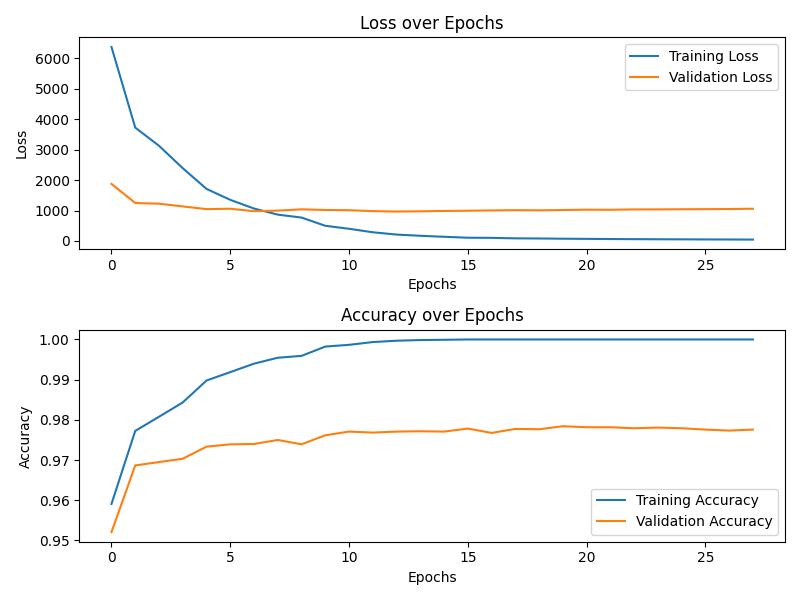 Loss over Epochs
Loss
6000
5000
4000
3000
2000
1000
0
Training Loss
Validation Loss
0 5 10 15 20 25
Epochs
Accuracy over Epochs
Accuracy
1.00
0.99
0.98
0.97
0.96
0.95
Training Accuracy
Validation Accuracy
0 5 10 15 20 25
Epochs